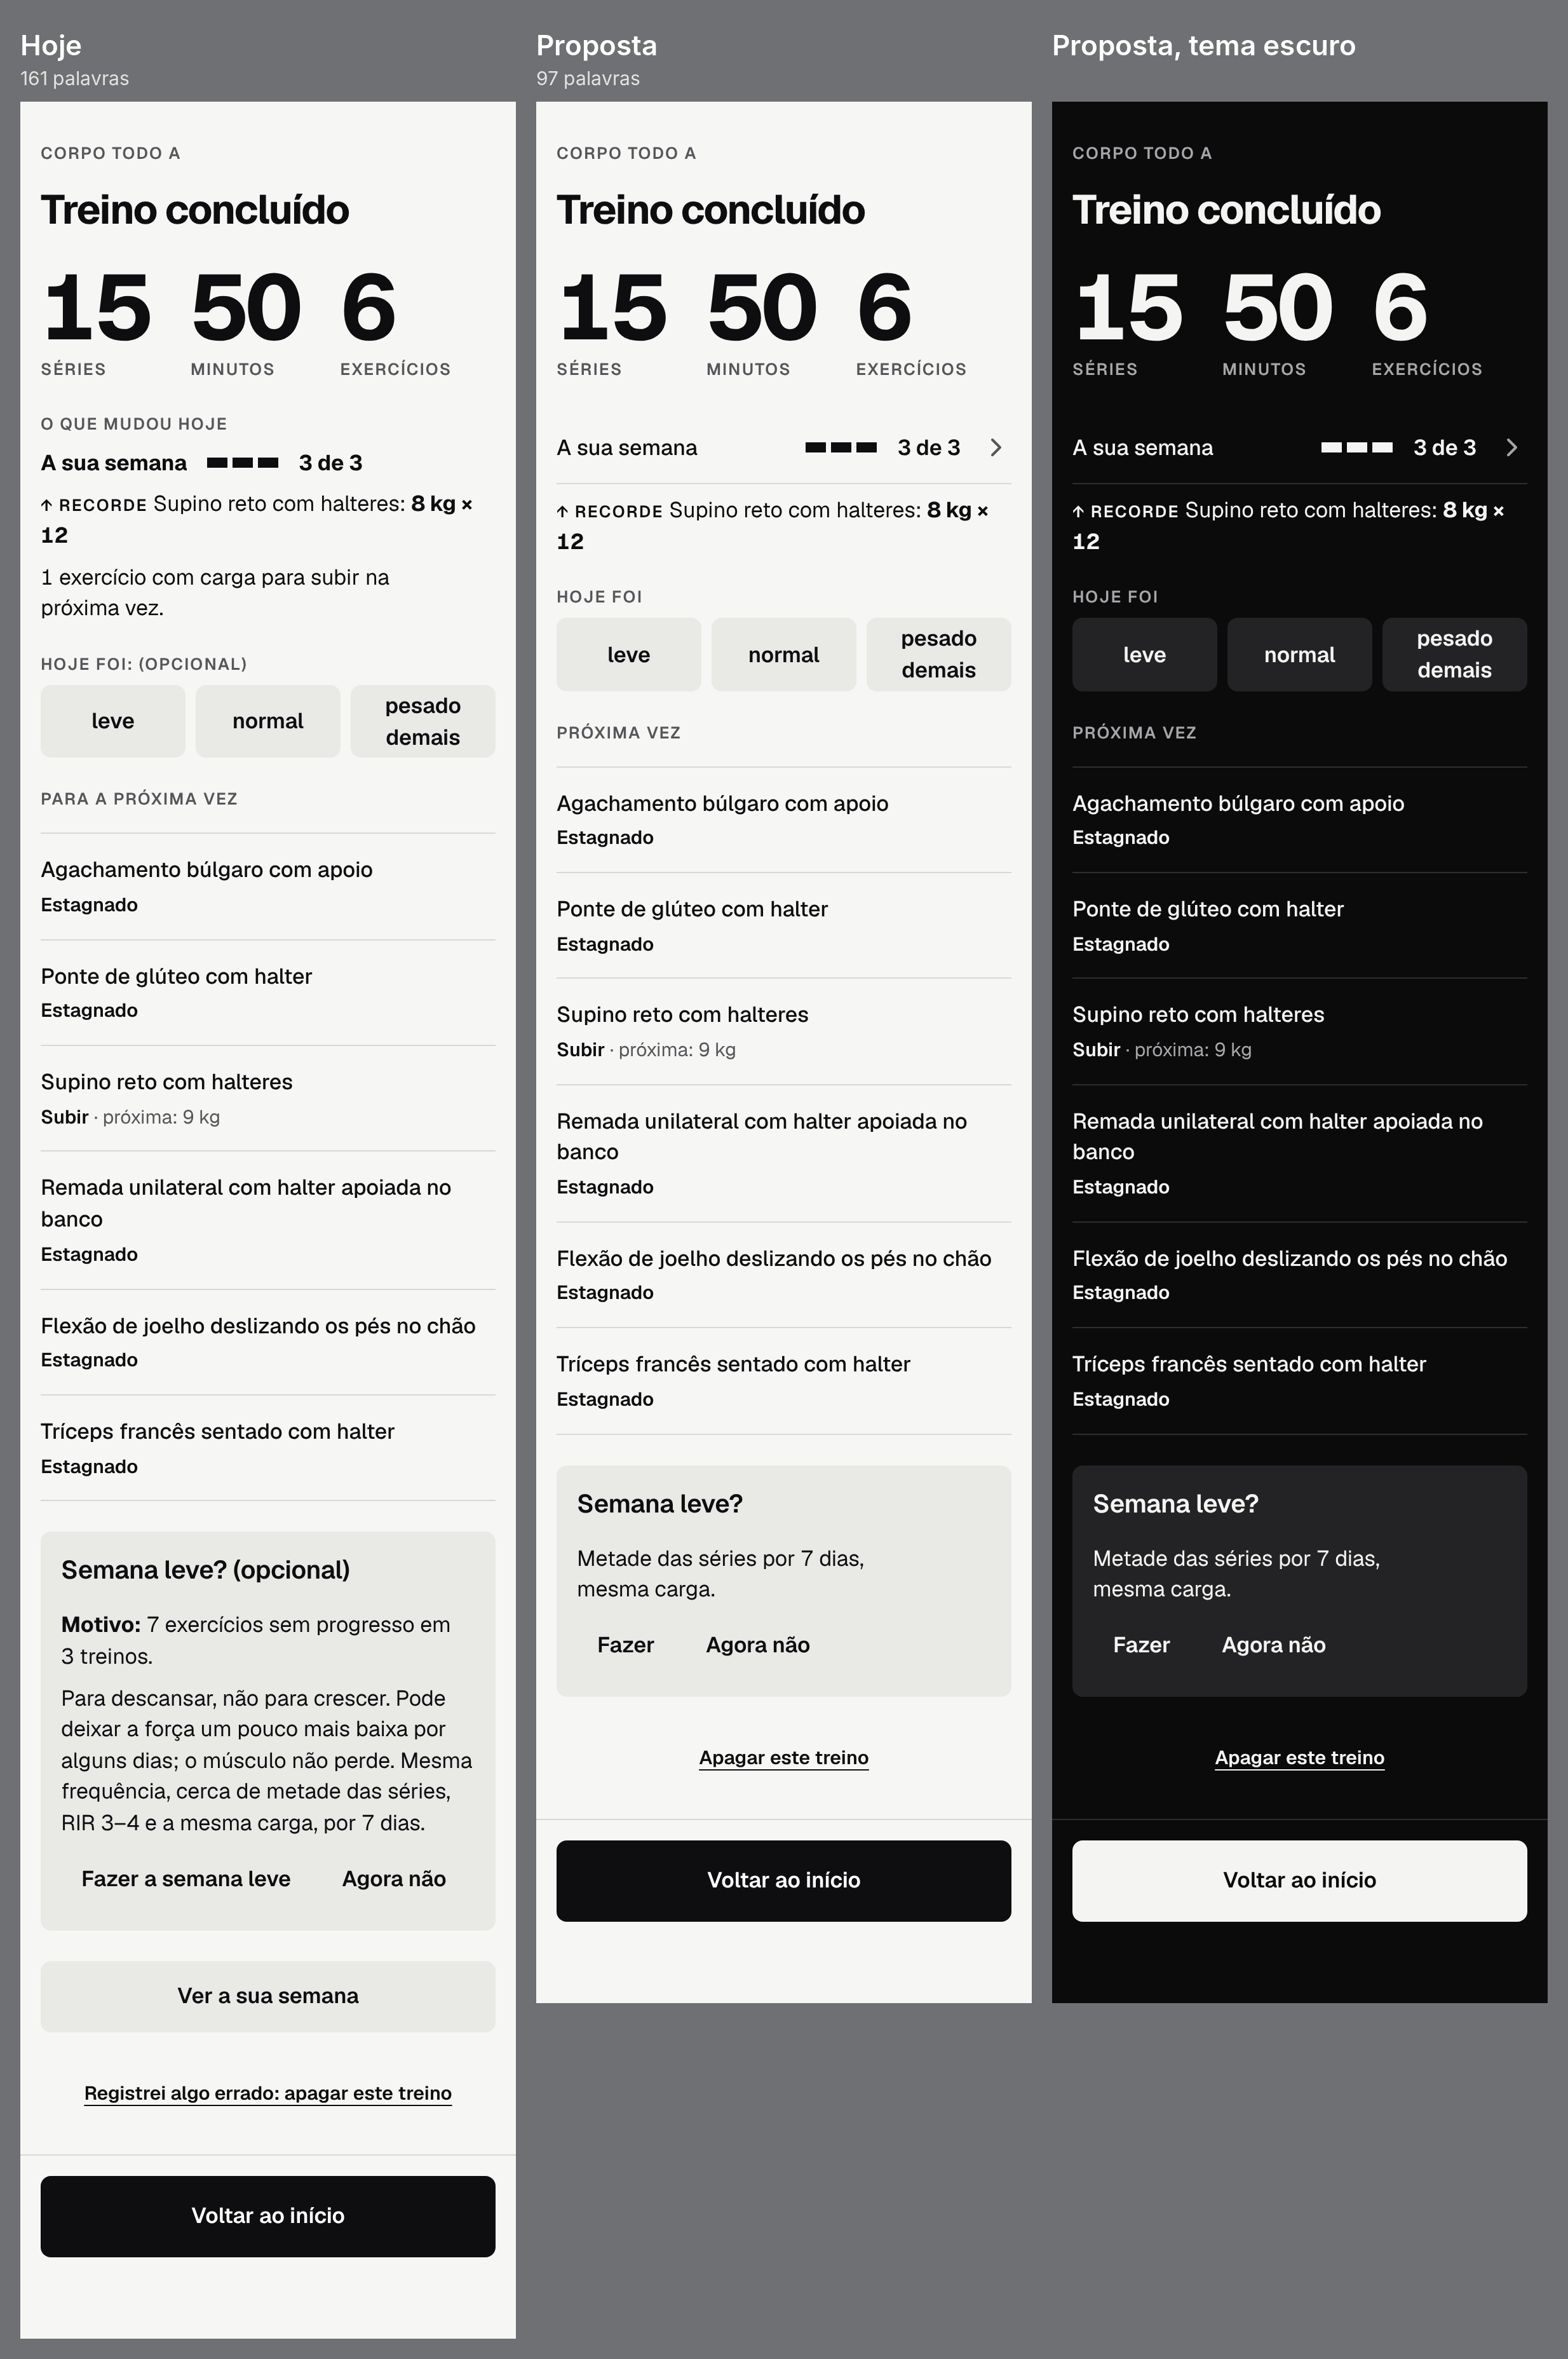 Hoje
161 palavras
CORPO TODO A
Treino concluído
15 50 6
SÉRIES MINUTOS EXERCÍCIOS
O QUE MUDOU HOJE
A sua semana 3 de 3
↑ RECORDE Supino reto com halteres: 8 kg ×
12
1 exercício com carga para subir na
próxima vez.
HOJE FOI: (OPCIONAL)
leve
normal
pesado
demais
PARA A PRÓXIMA VEZ
Agachamento búlgaro com apoio
Estagnado
Ponte de glúteo com halter
Estagnado
Supino reto com halteres
Subir · próxima: 9 kg
Remada unilateral com halter apoiada no
banco
Estagnado
Flexão de joelho deslizando os pés no chão
Estagnado
Tríceps francês sentado com halter
Estagnado
Semana leve? (opcional)
Motivo: 7 exercícios sem progresso em
3 treinos.
Para descansar, não para crescer. Pode
deixar a força um pouco mais baixa por
alguns dias; o músculo não perde. Mesma
frequência, cerca de metade das séries,
RIR 3–4 e a mesma carga, por 7 dias.
Fazer a semana leve Agora não
Ver a sua semana
Registrei algo errado: apagar este treino
Voltar ao início
Proposta
97 palavras
CORPO TODO A
Treino concluído
15 50 6
SÉRIES MINUTOS EXERCÍCIOS
A sua semana 3 de 3
↑ RECORDE Supino reto com halteres: 8 kg ×
12
HOJE FOI
leve
normal
pesado
demais
PRÓXIMA VEZ
Agachamento búlgaro com apoio
Estagnado
Ponte de glúteo com halter
Estagnado
Supino reto com halteres
Subir · próxima: 9 kg
Remada unilateral com halter apoiada no
banco
Estagnado
Flexão de joelho deslizando os pés no chão
Estagnado
Tríceps francês sentado com halter
Estagnado
Semana leve?
Metade das séries por 7 dias,
mesma carga.
Fazer Agora não
Apagar este treino
Voltar ao início
Proposta, tema escuro
CORPO TODO A
Treino concluído
15 50 6
SÉRIES MINUTOS EXERCÍCIOS
A sua semana 3 de 3
↑ RECORDE Supino reto com halteres: 8 kg ×
12
HOJE FOI
leve
normal
pesado
demais
PRÓXIMA VEZ
Agachamento búlgaro com apoio
Estagnado
Ponte de glúteo com halter
Estagnado
Supino reto com halteres
Subir · próxima: 9 kg
Remada unilateral com halter apoiada no
banco
Estagnado
Flexão de joelho deslizando os pés no chão
Estagnado
Tríceps francês sentado com halter
Estagnado
Semana leve?
Metade das séries por 7 dias,
mesma carga.
Fazer Agora não
Apagar este treino
Voltar ao início